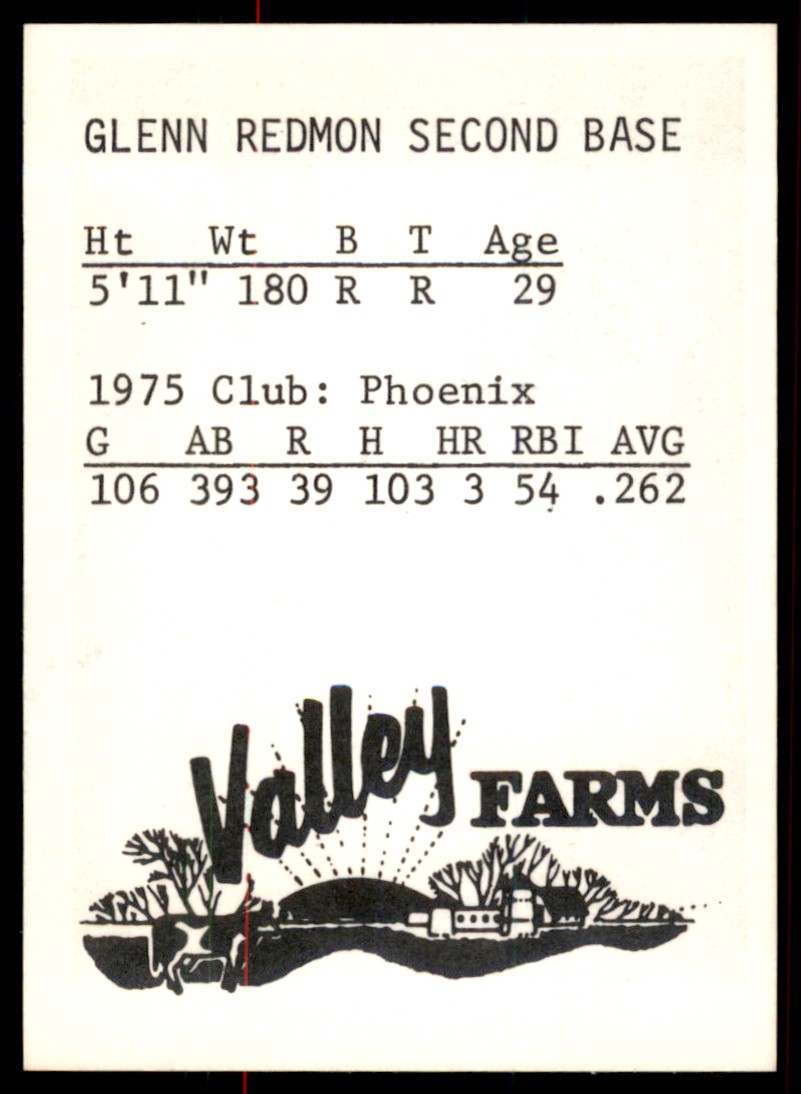 GLENN REDMON SECOND BASE
Ht Wt B T Age
5'11" 180 R R 29
1975 Club: Phoenix
G AB R H HR RBI AVG
106 393 39 103 3 54 .262
Valley FARMS